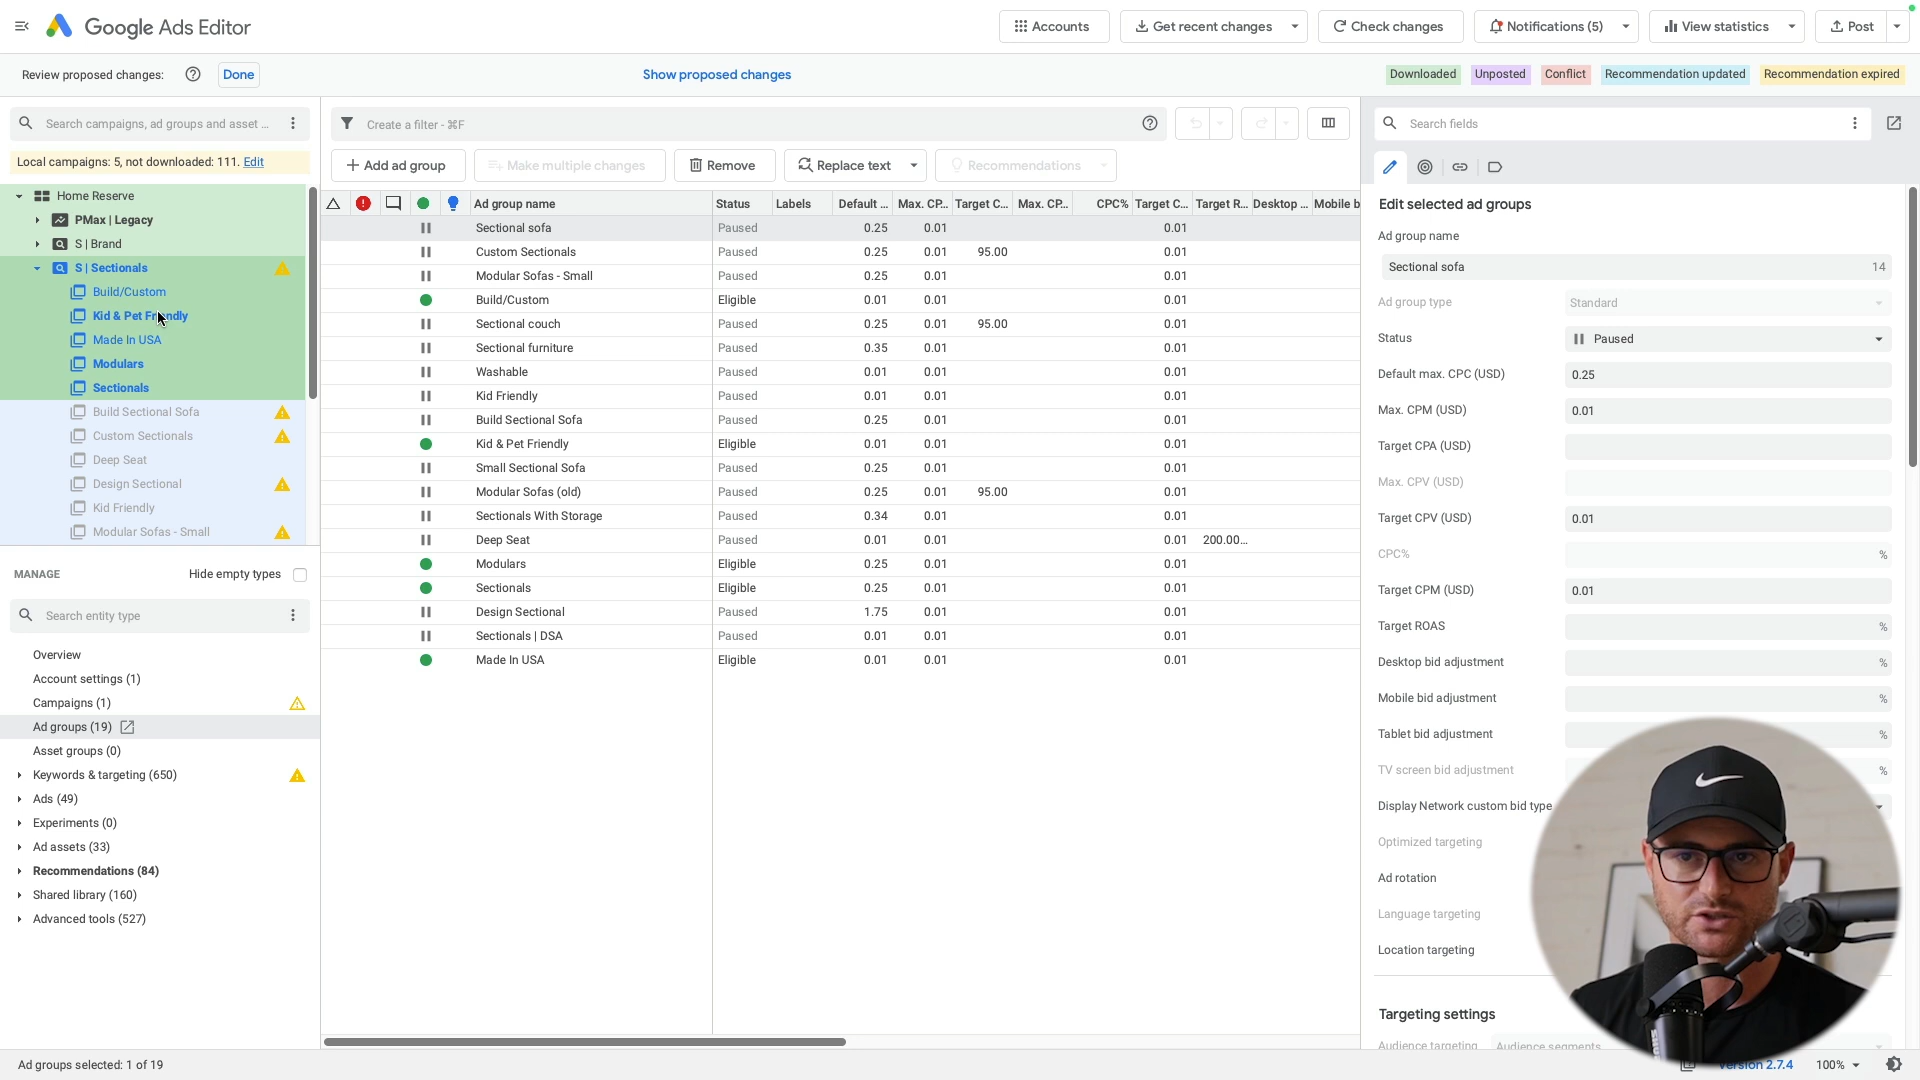 Google Ads Editor
Accounts
Get recent changes
Check changes
Notifications (5)
View statistics
Post
Review proposed changes:
Done
Show proposed changes
Downloaded
Unposted
Conflict
Recommendation updated
Recommendation expired
Search campaigns, ad groups and asset ...
Local campaigns: 5, not downloaded: 111. Edit
Home Reserve
PMax | Legacy
S | Brand
S | Sectionals
Build/Custom
Kid & Pet Friendly
Made In USA
Modulars
Sectionals
Build Sectional Sofa
Custom Sectionals
Deep Seat
Design Sectional
Kid Friendly
Modular Sofas - Small
MANAGE
Hide empty types
Search entity type
Overview
Account settings (1)
Campaigns (1)
Ad groups (19)
Asset groups (0)
Keywords & targeting (650)
Ads (49)
Experiments (0)
Ad assets (33)
Recommendations (84)
Shared library (160)
Advanced tools (527)
Ad groups selected: 1 of 19
Create a filter - ⌘F
Add ad group
Make multiple changes
Remove
Replace text
Recommendations
Ad group name Status Labels Default ... Max. CP... Target C... Max. CP... CPC% Target C... Target R... Desktop ... Mobile b
Sectional sofa Paused 0.25 0.01 0.01
Custom Sectionals Paused 0.25 0.01 95.00 0.01
Modular Sofas - Small Paused 0.25 0.01 0.01
Build/Custom Eligible 0.01 0.01 0.01
Sectional couch Paused 0.25 0.01 95.00 0.01
Sectional furniture Paused 0.35 0.01 0.01
Washable Paused 0.01 0.01 0.01
Kid Friendly Paused 0.01 0.01 0.01
Build Sectional Sofa Paused 0.25 0.01 0.01
Kid & Pet Friendly Eligible 0.01 0.01 0.01
Small Sectional Sofa Paused 0.25 0.01 0.01
Modular Sofas (old) Paused 0.25 0.01 95.00 0.01
Sectionals With Storage Paused 0.34 0.01 0.01
Deep Seat Paused 0.01 0.01 0.01 200.00...
Modulars Eligible 0.25 0.01 0.01
Sectionals Eligible 0.25 0.01 0.01
Design Sectional Paused 1.75 0.01 0.01
Sectionals | DSA Paused 0.01 0.01 0.01
Made In USA Eligible 0.01 0.01 0.01
Search fields
Edit selected ad groups
Ad group name
Sectional sofa 14
Ad group type Standard
Status Paused
Default max. CPC (USD) 0.25
Max. CPM (USD) 0.01
Target CPA (USD)
Max. CPV (USD)
Target CPV (USD) 0.01
CPC% %
Target CPM (USD) 0.01
Target ROAS %
Desktop bid adjustment %
Mobile bid adjustment %
Tablet bid adjustment %
TV screen bid adjustment %
Display Network custom bid type
Optimized targeting
Ad rotation
Language targeting
Location targeting
Targeting settings
Audience targeting Audience segments
Version 2.7.4 100%